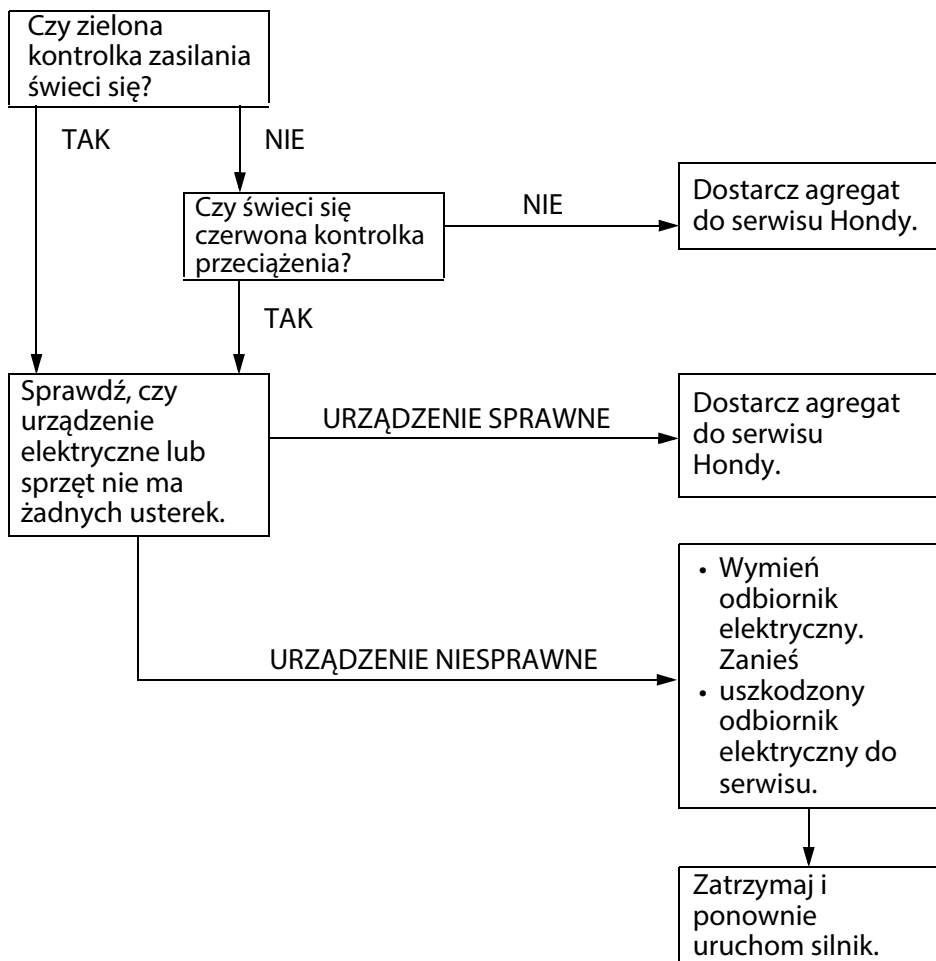 Czy zielona
kontrolka zasilania
świeci się?
TAK
NIE
Czy świeci się
czerwona kontrolka
przeciążenia?
NIE
Dostarcz agregat
do serwisu Hondy.
TAK
Sprawdź, czy
urządzenie
elektryczne lub
sprzęt nie ma
żadnych usterek.
URZĄDZENIE SPRAWNE
Dostarcz agregat
do serwisu
Hondy.
URZĄDZENIE NIESPRAWNE
• Wymień
odbiornik
elektryczny.
Zanieś
• uszkodzony
odbiornik
elektryczny do
serwisu.
Zatrzymaj i
ponownie
uruchom silnik.